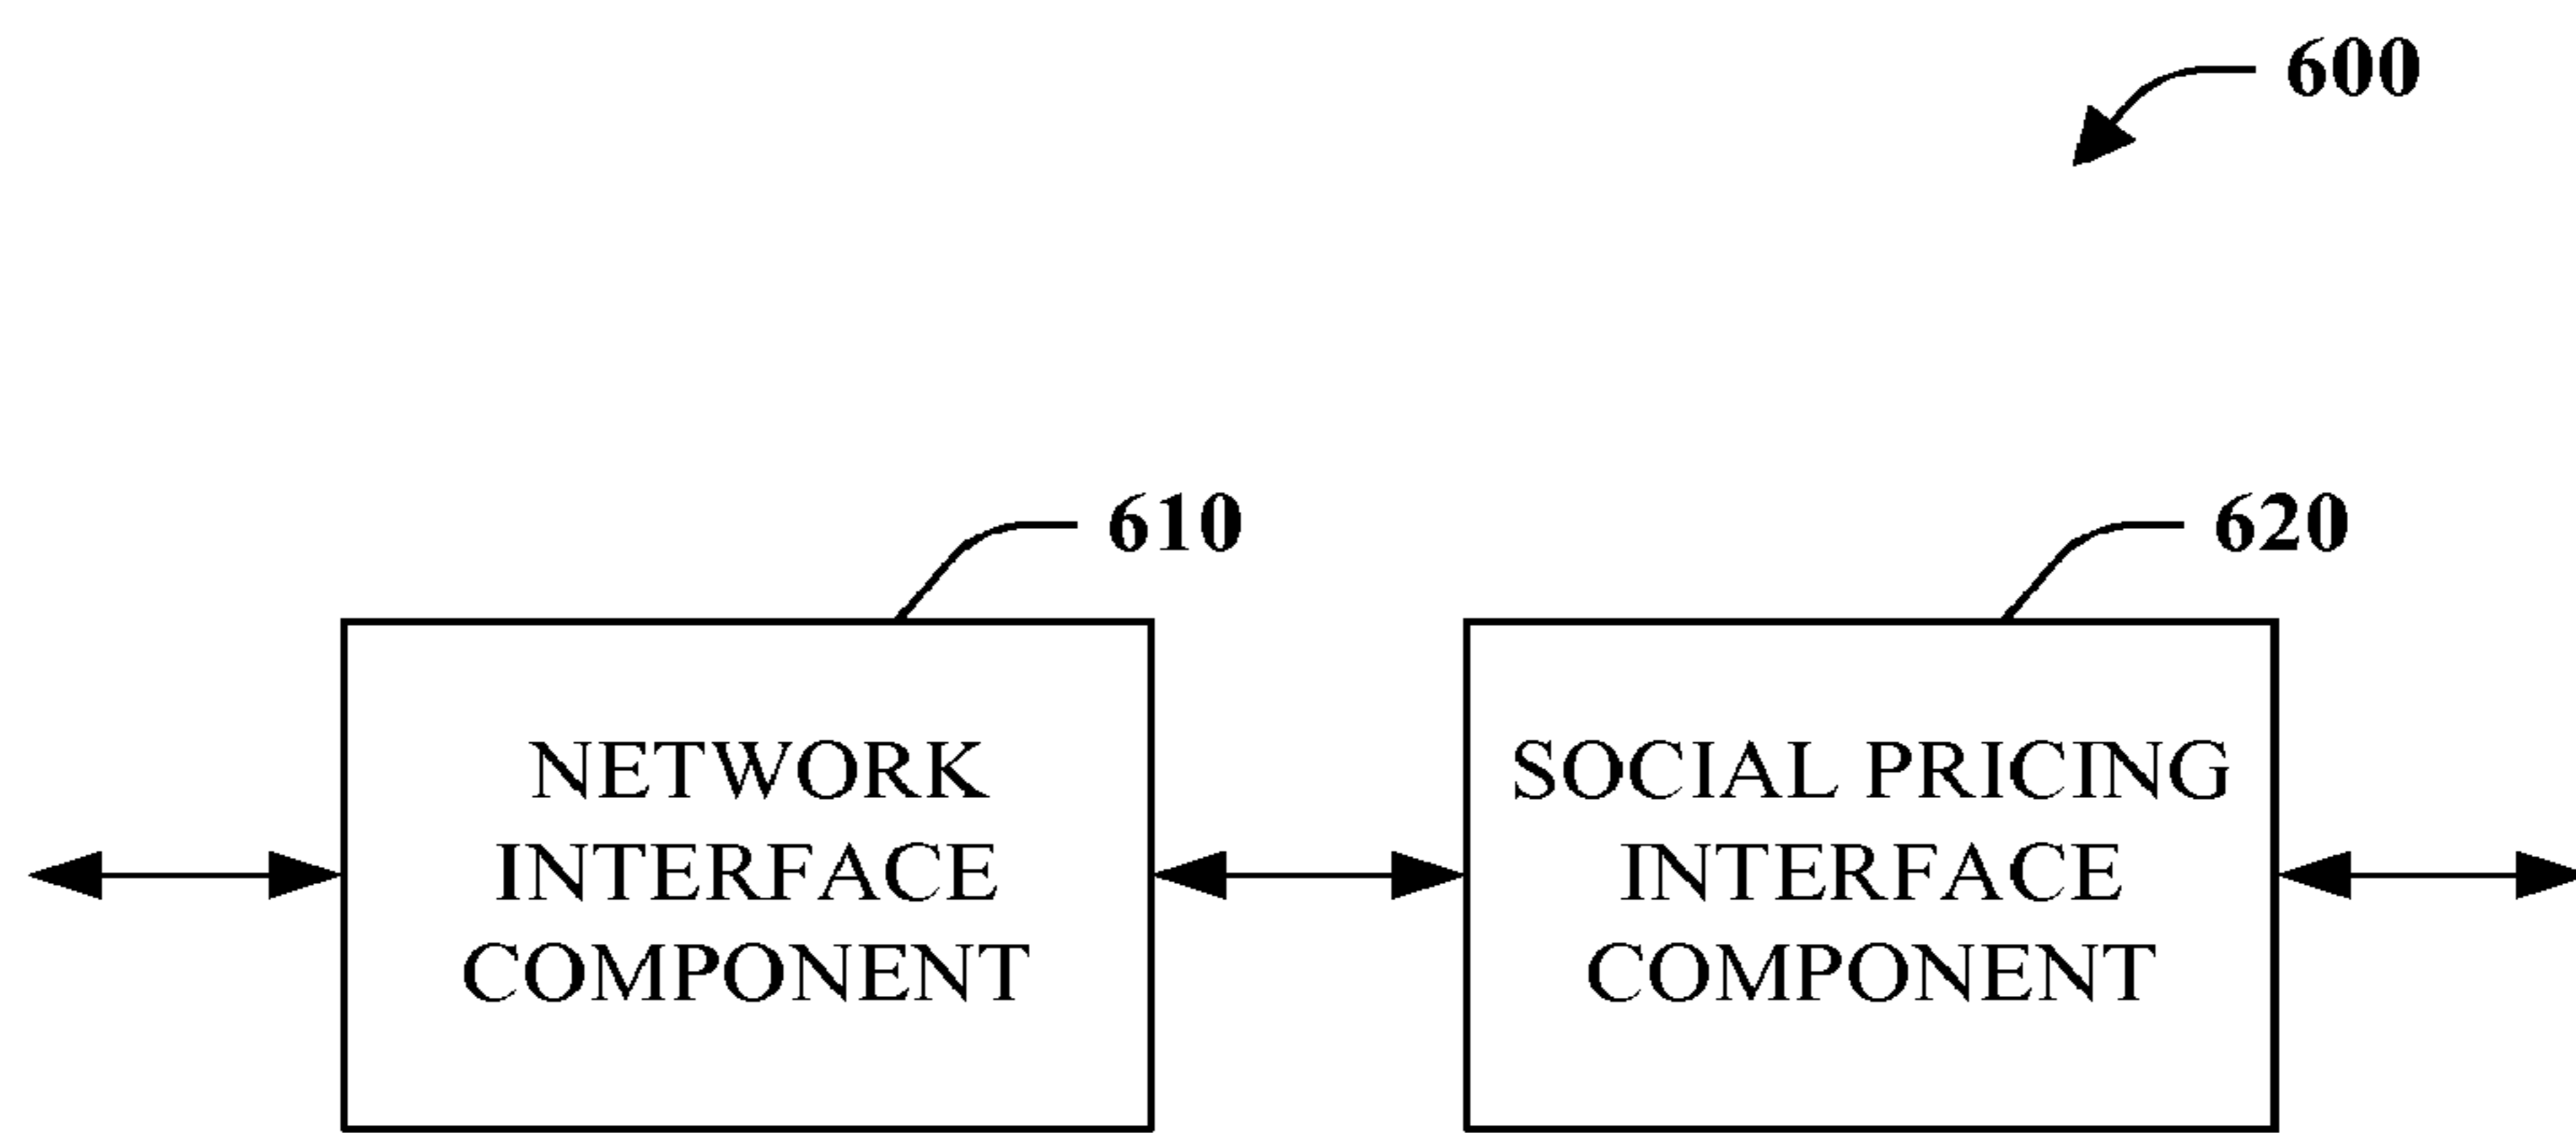 600
610
620
NETWORK
INTERFACE
COMPONENT
SOCIAL PRICING
INTERFACE
COMPONENT